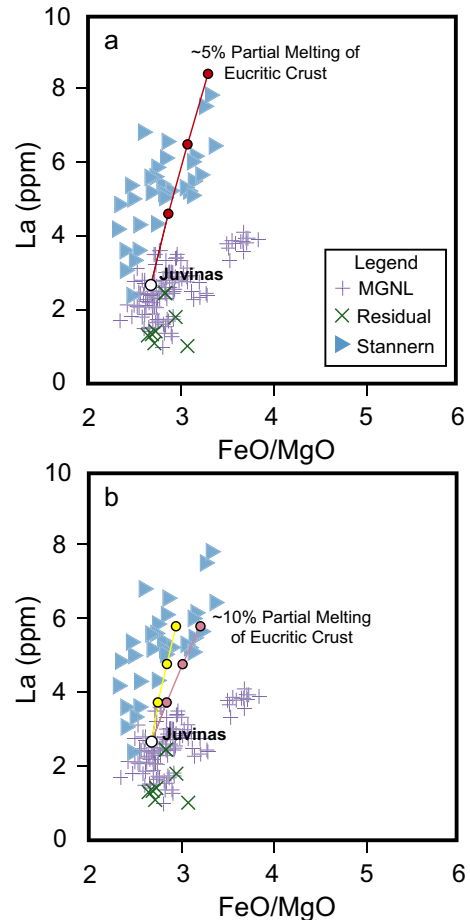 10
a
~5% Partial Melting of
Eucritic Crust
8
6
La (ppm)
4
Legend
Juvinas
MGNL
2
Residual
Stannern
0
2
3
4
5
6
FeO/MgO
10
b
8
~10% Partial Melting
6
of Eucritic Crust
La (ppm)
4
Juvinas
2
0
2
3
4
5
6
FeO/MgO